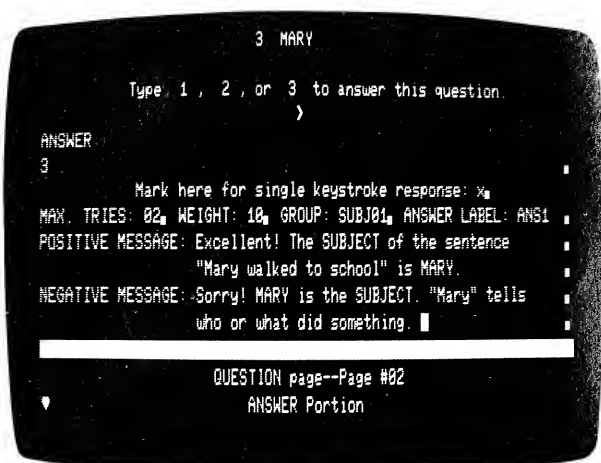 3 MARY
Type 1 , 2 , or 3 to answer this question.
>
ANSWER
3
Mark here for single keystroke response: x
MAX. TRIES: 02 WEIGHT: 10 GROUP: SUBJ01 ANSWER LABEL: ANS1
POSITIVE MESSAGE: Excellent! The SUBJECT of the sentence
"Mary walked to school" is MARY.
NEGATIVE MESSAGE: Sorry! MARY is the SUBJECT. "Mary" tells
who or what did something.
QUESTION page--Page #02
ANSWER Portion